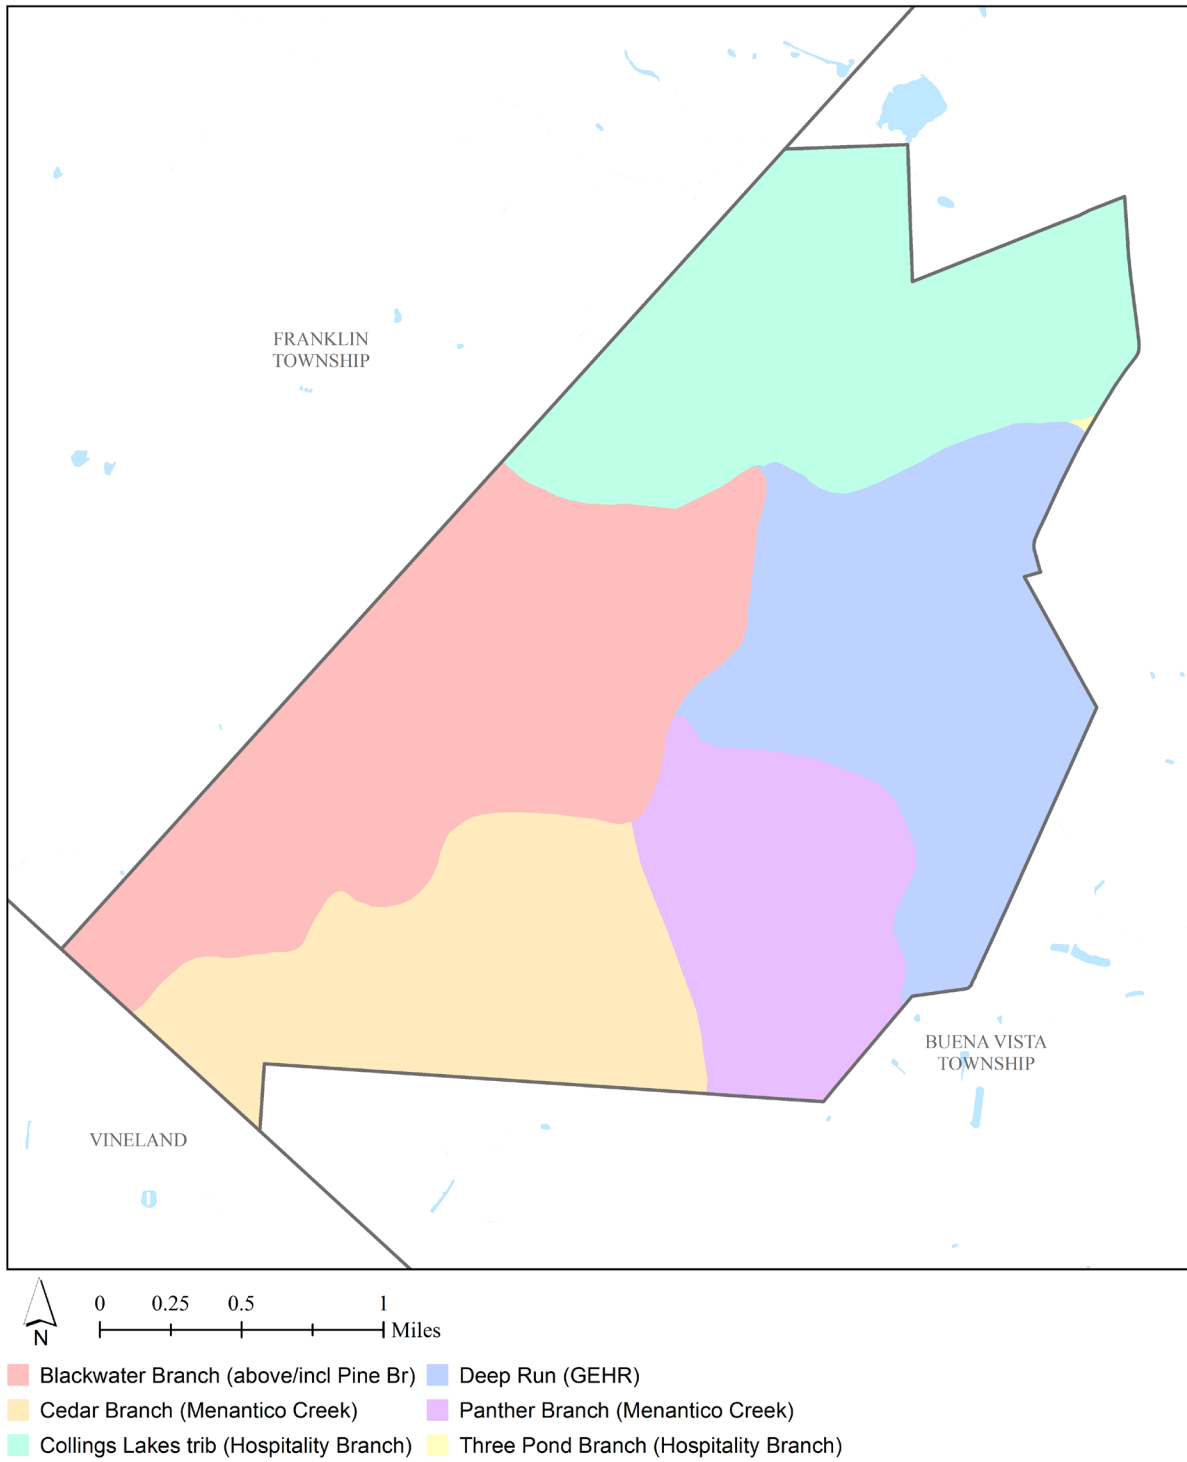 FRANKLIN
TOWNSHIP
BUENA VISTA
TOWNSHIP
VINELAND
N
0 0.25 0.5 1
Miles
Blackwater Branch (above/incl Pine Br)
Deep Run (GEHR)
Cedar Branch (Menantico Creek)
Panther Branch (Menantico Creek)
Collings Lakes trib (Hospitality Branch)
Three Pond Branch (Hospitality Branch)